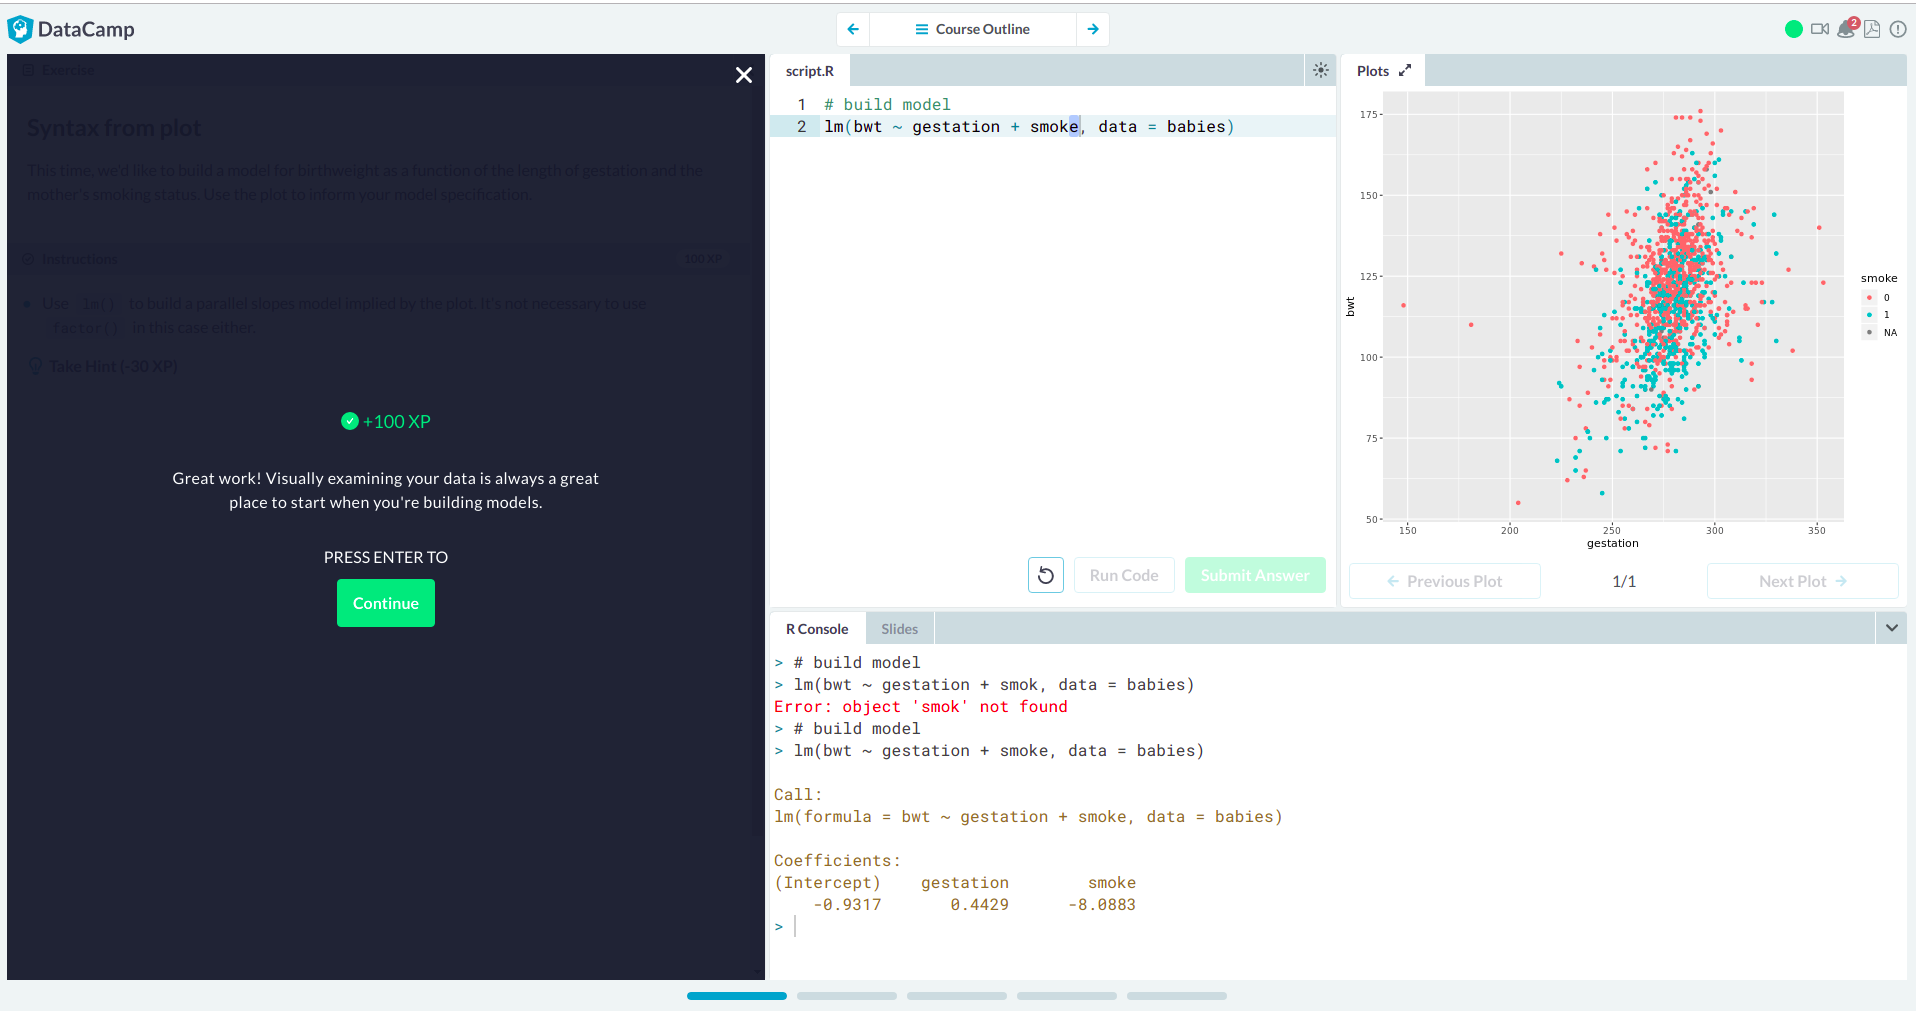 DataCamp
Course Outline
2
Exercise
Syntax from plot
This time, we'd like to build a model for birthweight as a function of the length of gestation and the
mother's smoking status. Use the plot to inform your model specification.
Instructions
100 XP
Use lm() to build a parallel slopes model implied by the plot. It's not necessary to use
factor() in this case either.
Take Hint (-30 XP)
+100 XP
Great work! Visually examining your data is always a great
place to start when you're building models.
PRESS ENTER TO
Continue
script.R
1 # build model
2 lm(bwt ~ gestation + smoke, data = babies)
Run Code
Submit Answer
Plots
175
150
125
100
75
50
bwt
150 200 250 300 350
gestation
smoke
0
1
NA
Previous Plot
1/1
Next Plot
R Console
Slides
> # build model
> lm(bwt ~ gestation + smok, data = babies)
Error: object 'smok' not found
> # build model
> lm(bwt ~ gestation + smoke, data = babies)
Call:
lm(formula = bwt ~ gestation + smoke, data = babies)
Coefficients:
(Intercept) gestation smoke
-0.9317 0.4429 -8.0883
>